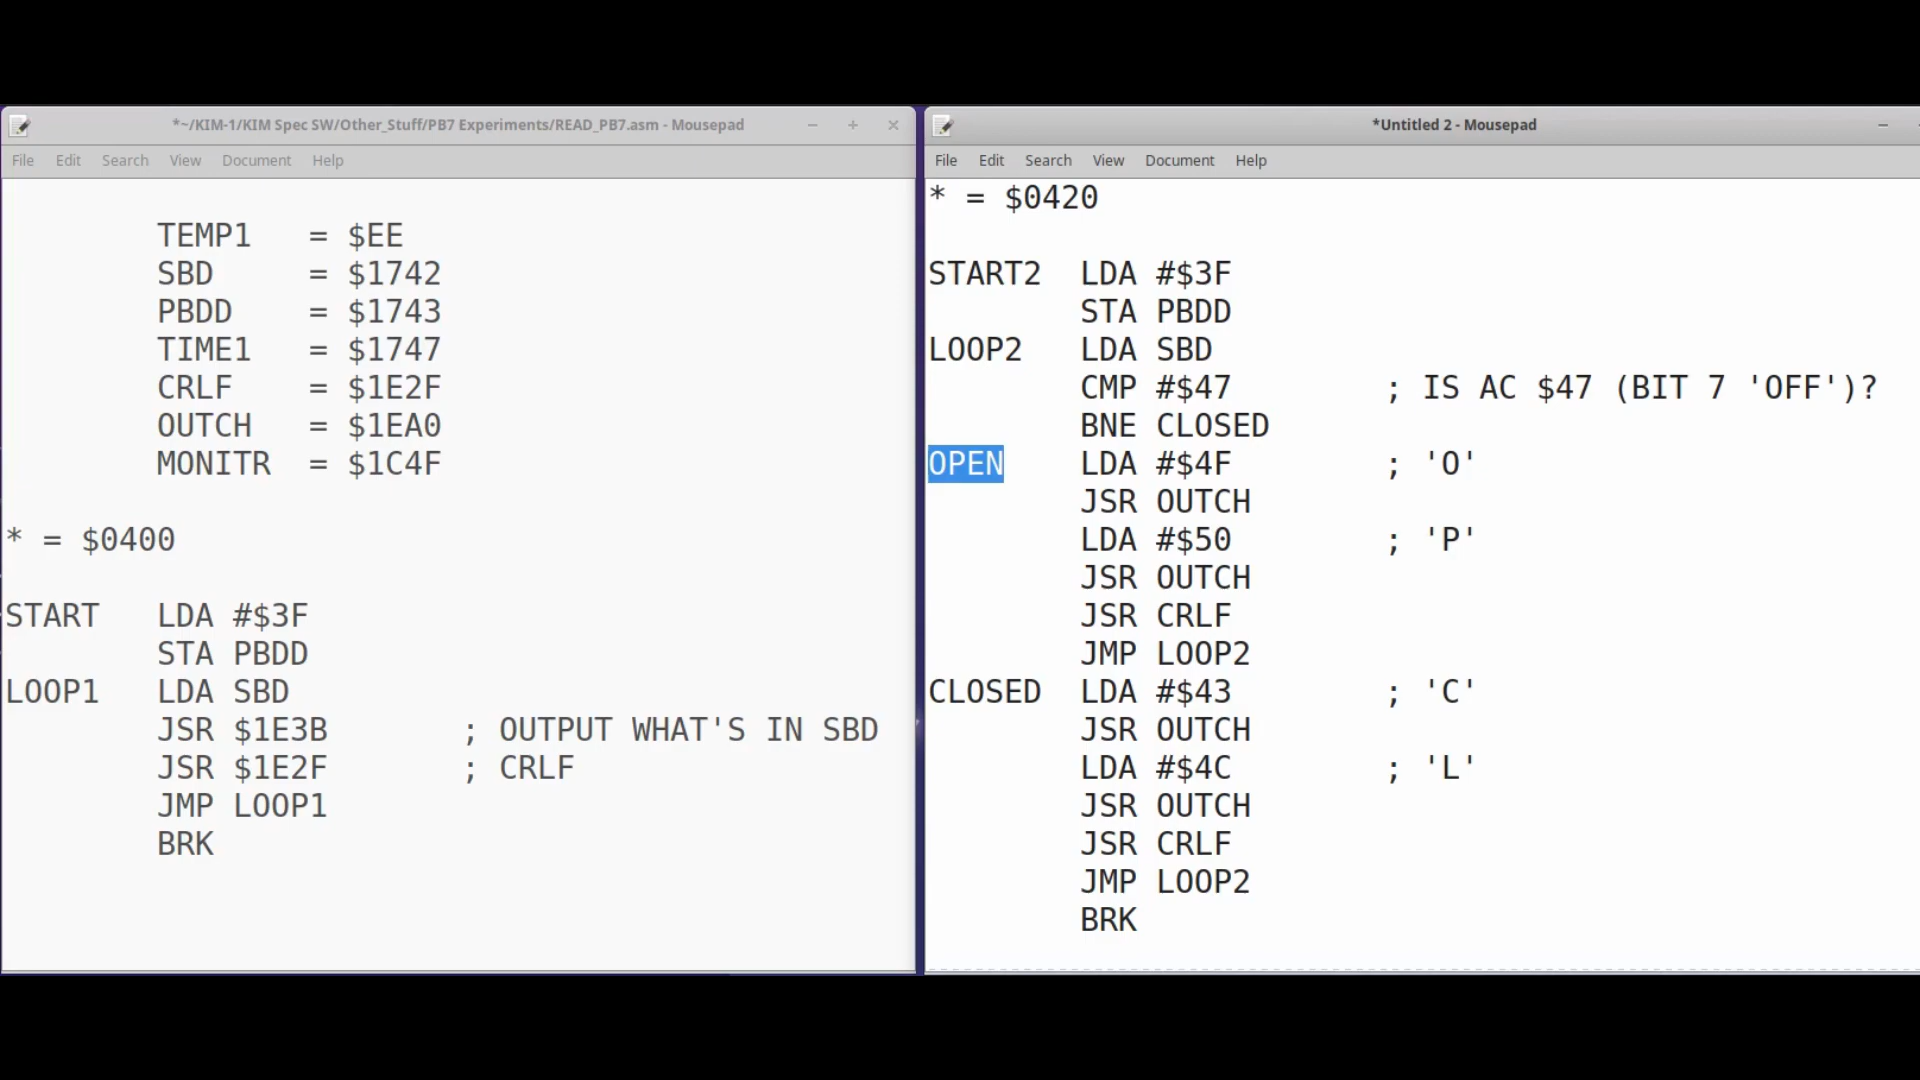 *~/KIM-1/KIM Spec SW/Other_Stuff/PB7 Experiments/READ_PB7.asm - Mousepad
File Edit Search View Document Help
TEMP1 = $EE
SBD = $1742
PBDD = $1743
TIME1 = $1747
CRLF = $1E2F
OUTCH = $1EA0
MONITR = $1C4F
* = $0400
START LDA #$3F
STA PBDD
LOOP1 LDA SBD
JSR $1E3B ; OUTPUT WHAT'S IN SBD
JSR $1E2F ; CRLF
JMP LOOP1
BRK
*Untitled 2 - Mousepad
File Edit Search View Document Help
* = $0420
START2 LDA #$3F
STA PBDD
LOOP2 LDA SBD
CMP #$47 ; IS AC $47 (BIT 7 'OFF')?
BNE CLOSED
OPEN LDA #$4F ; 'O'
JSR OUTCH
LDA #$50 ; 'P'
JSR OUTCH
JSR CRLF
JMP LOOP2
CLOSED LDA #$43 ; 'C'
JSR OUTCH
LDA #$4C ; 'L'
JSR OUTCH
JSR CRLF
JMP LOOP2
BRK